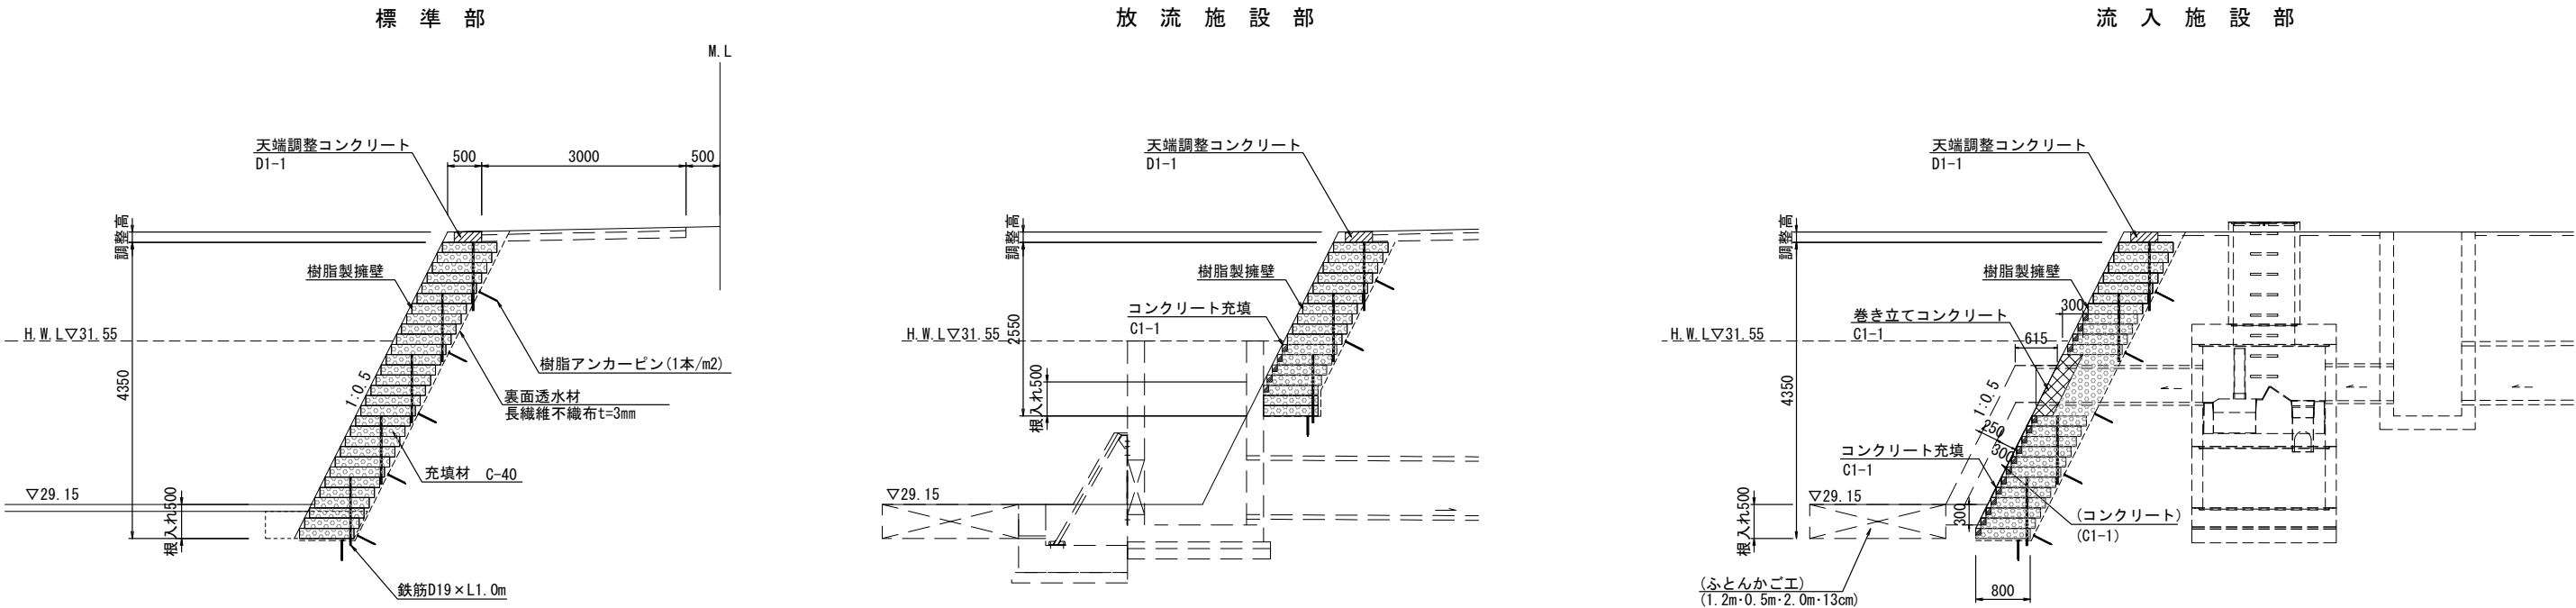 標準部
M.L
天端調整コンクリート
D1-1
500
3000
500
調整高
樹脂製擁壁
H.W.L▽31.55
4350
1:0.5
樹脂アンカーピン(1本/m2)
裏面透水材
長繊維不織布t=3mm
充填材 C-40
▽29.15
根入れ500
鉄筋D19×L1.0m
放流施設部
天端調整コンクリート
D1-1
調整高
樹脂製擁壁
コンクリート充填
C1-1
H.W.L▽31.55
2550
根入れ500
▽29.15
流入施設部
天端調整コンクリート
D1-1
調整高
樹脂製擁壁
300
巻き立てコンクリート
C1-1
615
H.W.L▽31.55
4350
1:0.5
250
300
コンクリート充填
C1-1
▽29.15
根入れ500
300
(コンクリート)
(C1-1)
800
(ふとんかご工)
(1.2m･0.5m･2.0m･13cm)